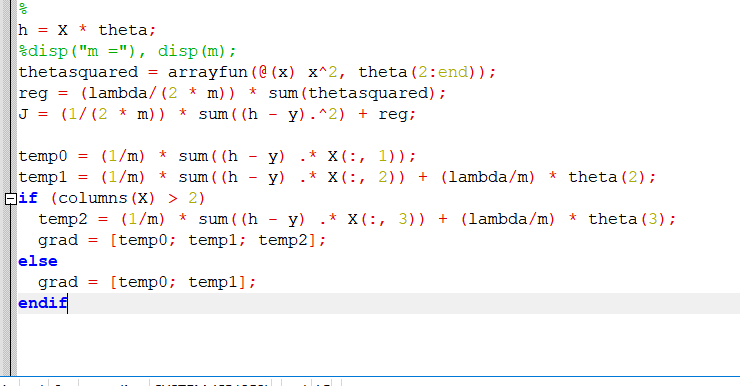 %
h = X * theta;
%disp("m ="), disp(m);
thetasquared = arrayfun(@(x) x^2, theta(2:end));
reg = (lambda/(2 * m)) * sum(thetasquared);
J = (1/(2 * m)) * sum((h - y).^2) + reg;
temp0 = (1/m) * sum((h - y) .* X(:, 1));
temp1 = (1/m) * sum((h - y) .* X(:, 2)) + (lambda/m) * theta(2);
if (columns(X) > 2)
  temp2 = (1/m) * sum((h - y) .* X(:, 3)) + (lambda/m) * theta(3);
  grad = [temp0; temp1; temp2];
else
  grad = [temp0; temp1];
endif